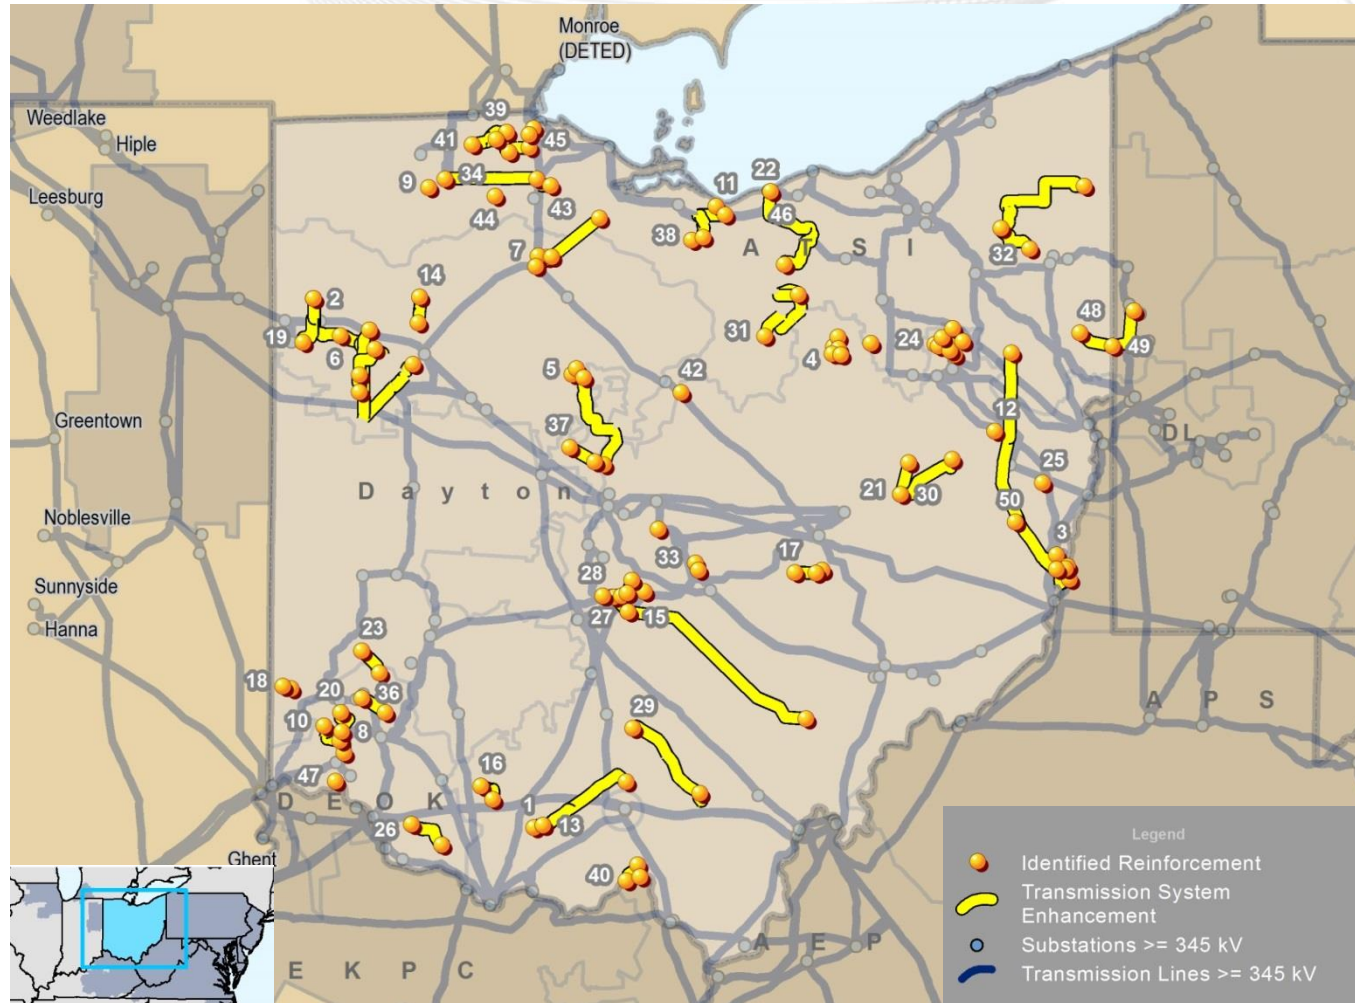 Monroe
(DETED)
Weedlake
Hiple
Leesburg
39
41
45
34
9
44
43
22
11
46
38
A T S I
32
7
14
2
19
6
31
4
24
48
49
5
42
37
12
Greentown
D L
25
21
30
50
3
D a y t o n
Noblesville
33
17
28
27
15
Sunnyside
Hanna
23
18
20
36
10
8
29
A P S
47
16
D E O K
1
13
26
40
Ghent
A E P
E K P C
Legend
Identified Reinforcement
Transmission System
Enhancement
Substations >= 345 kV
Transmission Lines >= 345 kV